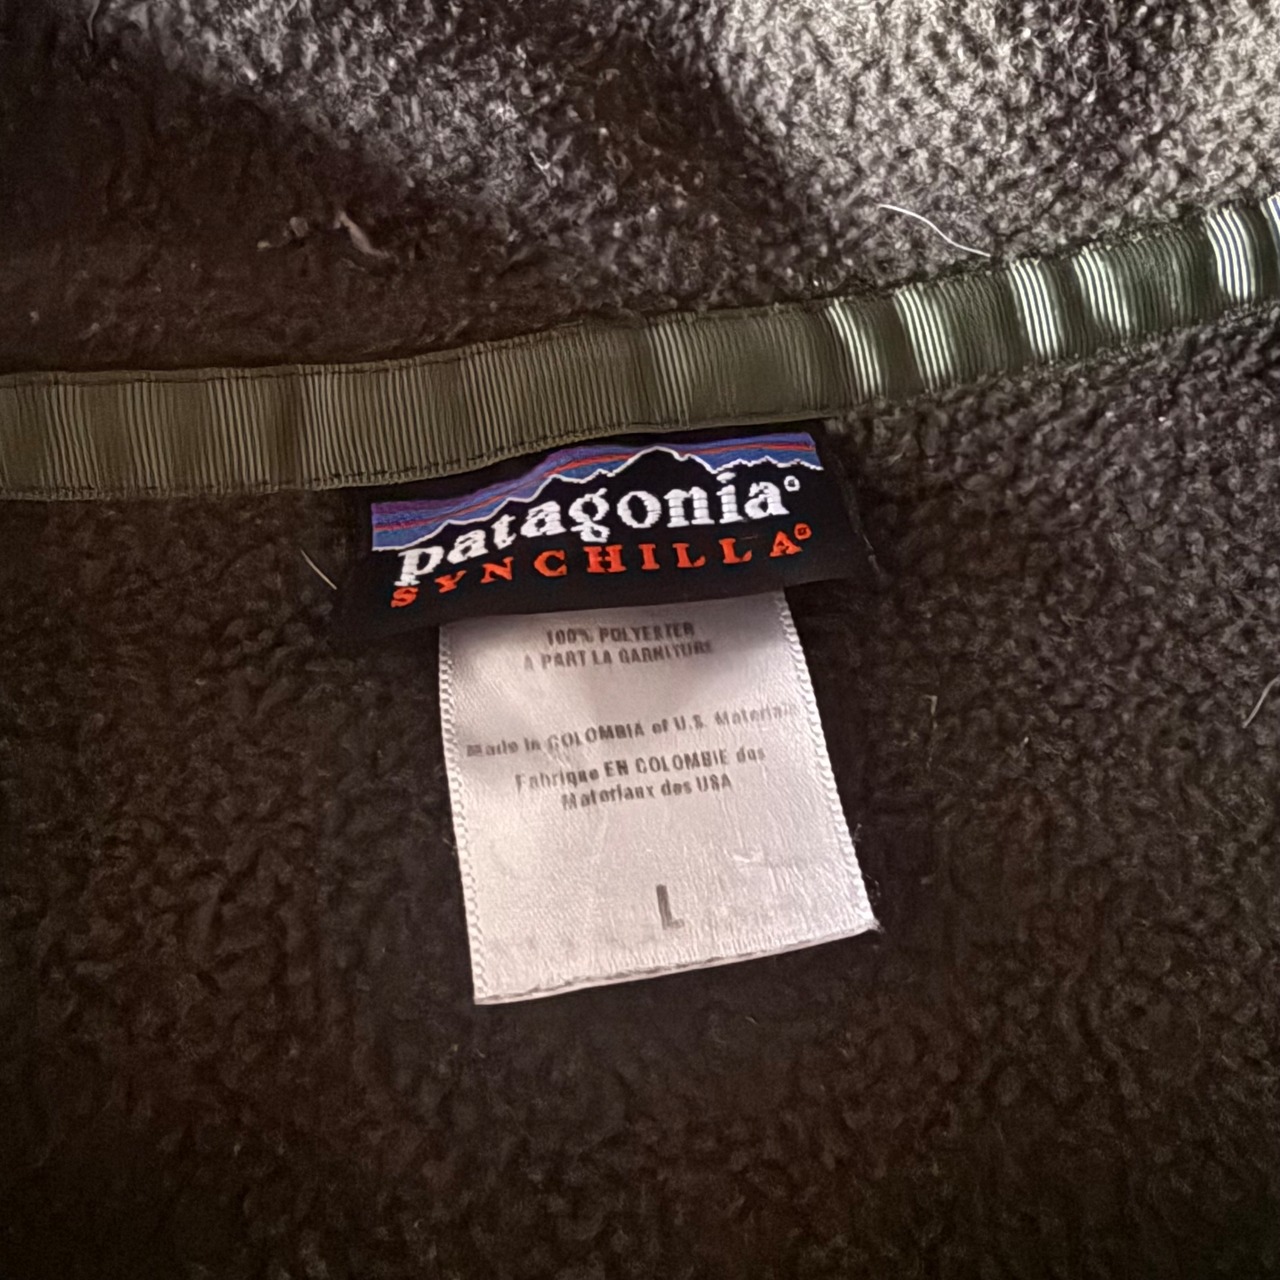 patagonia®
SYNCHILLA®
100% POLYESTER
A PART LA GARNITURE
Made in COLOMBIA of U.S. Materials
Fabrique EN COLOMBIE des
Materiaux des USA
L